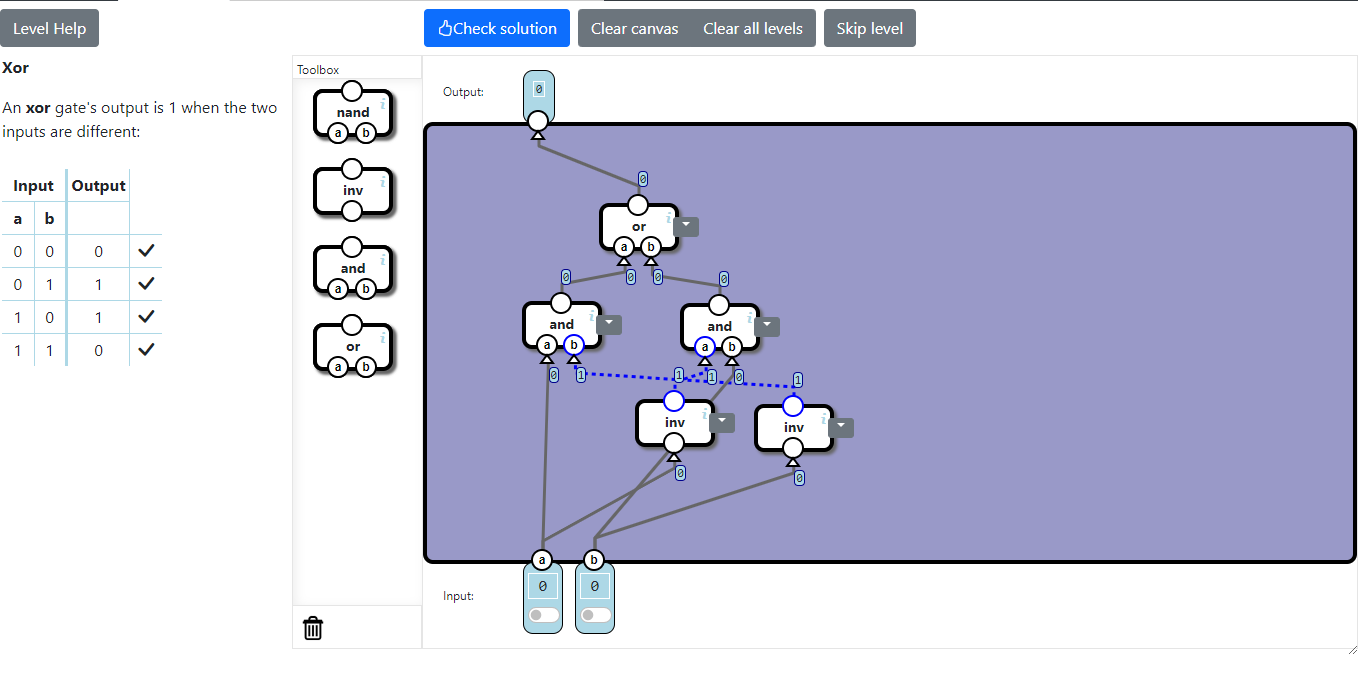 Level Help
Check solution
Clear canvas
Clear all levels
Skip level
Xor
An xor gate's output is 1 when the two
inputs are different:
Input Output
a b
0 0 0
0 1 1
1 0 1
1 1 0
Toolbox
nand
i
a b
inv
i
and
i
a b
or
i
a b
Output:
0
0
or
i
a b
0 0 0 0
and
i
a b
and
i
a b
0 1 1 1 0 1
inv
i
inv
i
0 0
a b
Input:
0 0